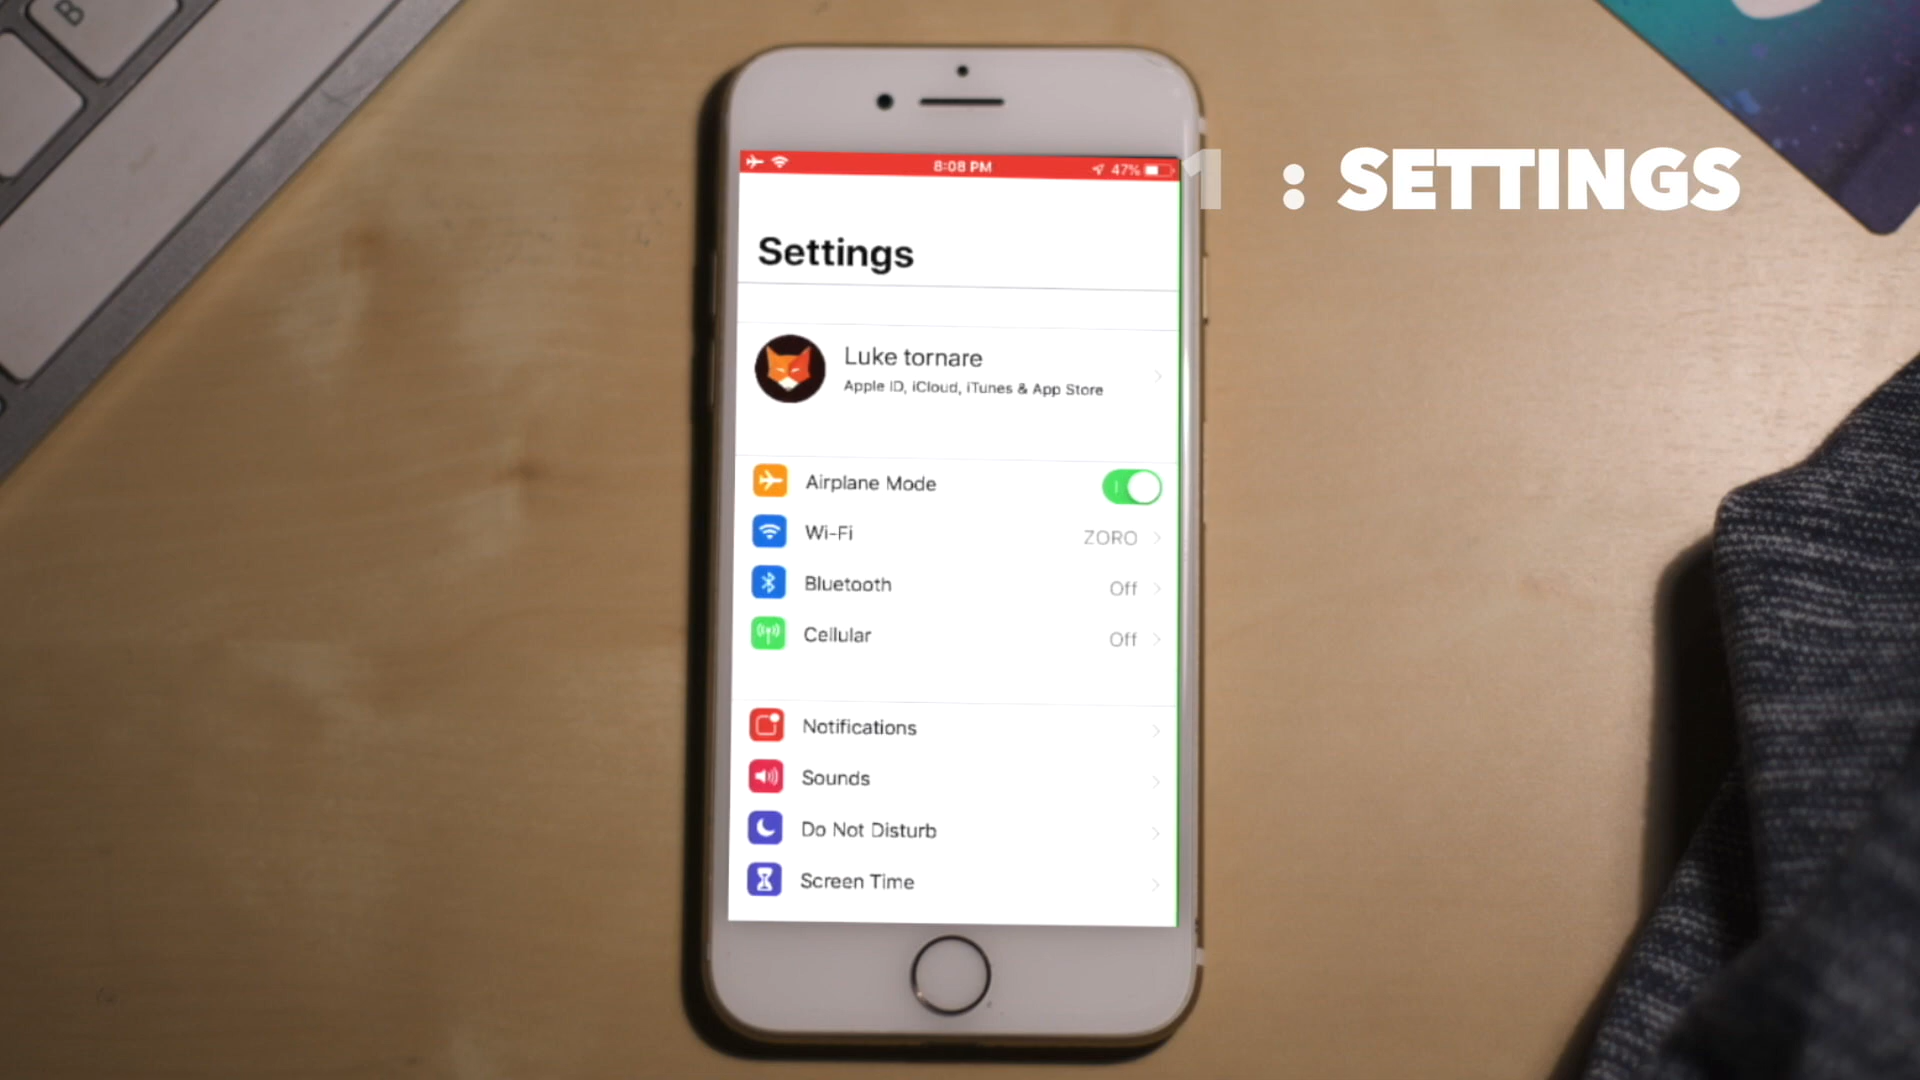 B
8:08 PM
47%
1 : SETTINGS
Settings
Luke tornare
Apple ID, iCloud, iTunes & App Store
Airplane Mode
Wi-Fi ZORO
Bluetooth Off
Cellular Off
Notifications
Sounds
Do Not Disturb
Screen Time